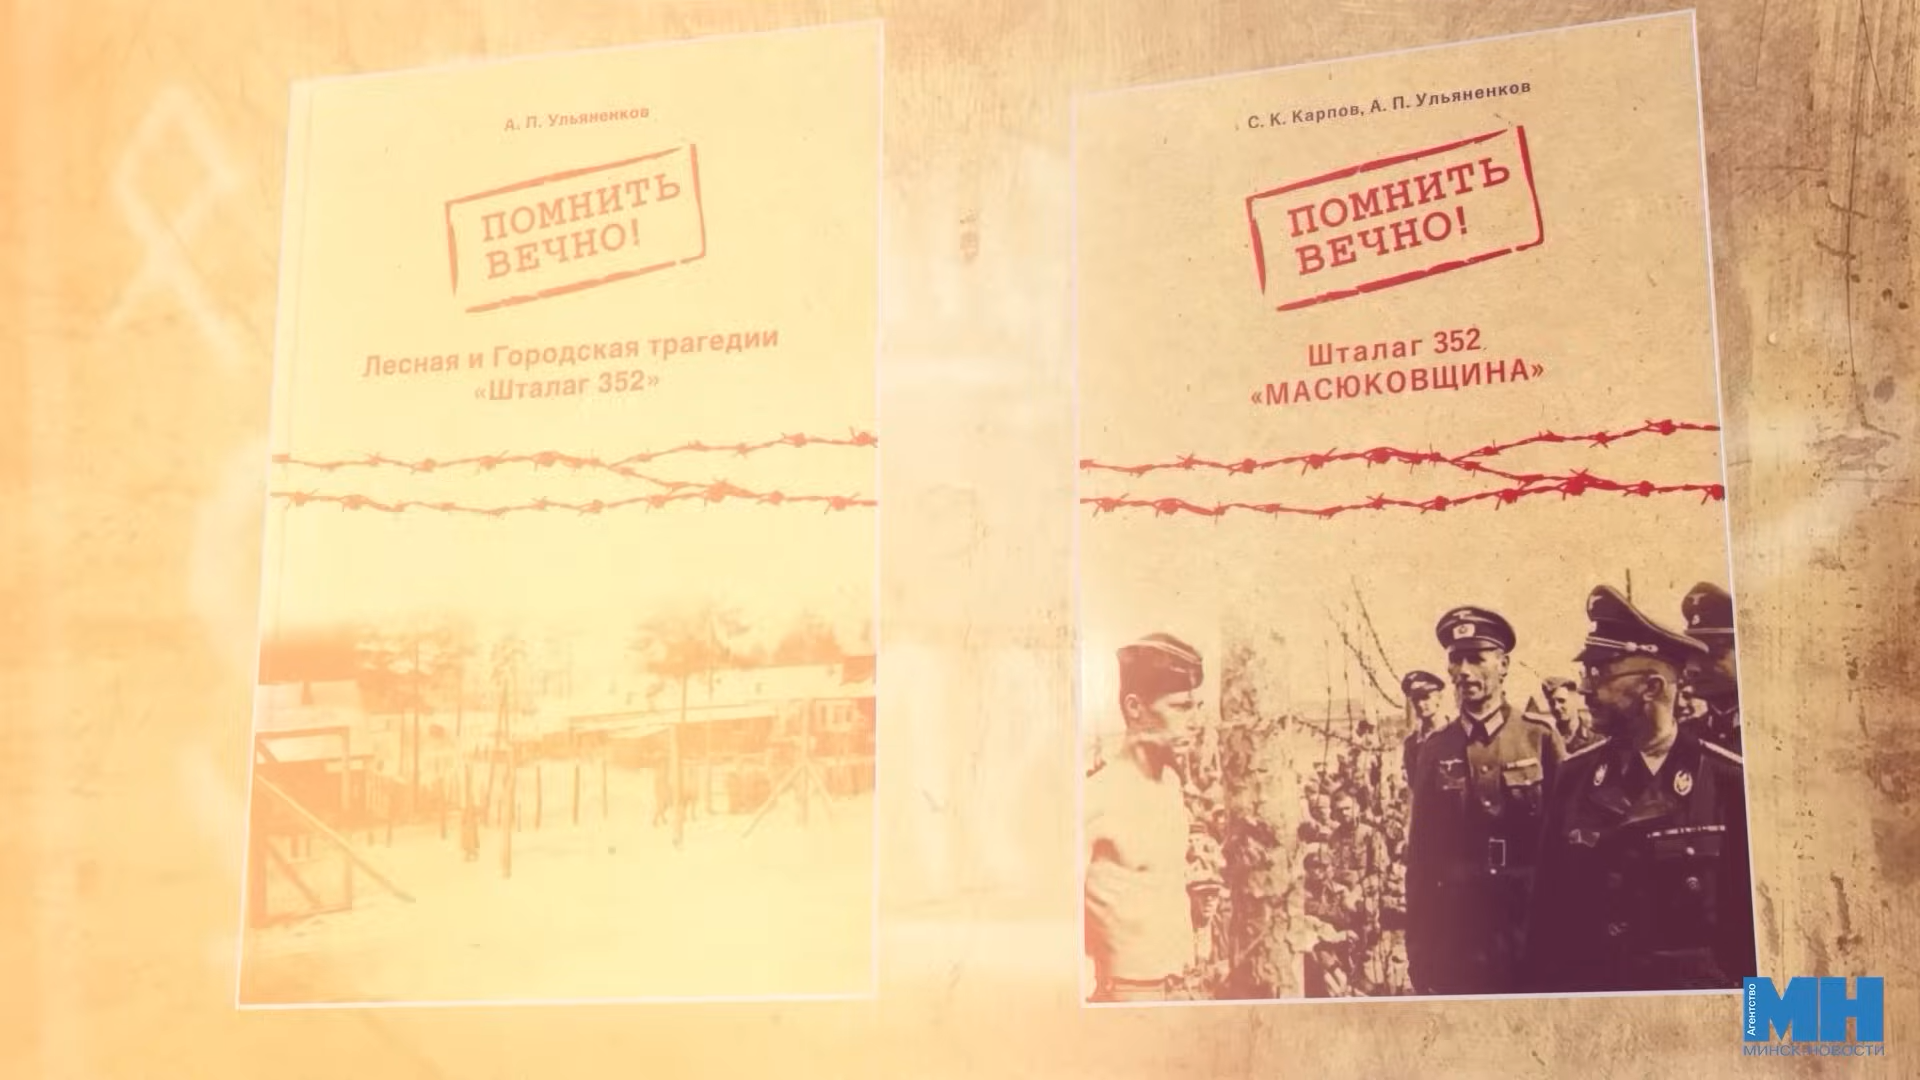 А. П. Ульяненков
ПОМНИТЬ
ВЕЧНО!
Лесная и Городская трагедии
«Шталаг 352»
С. К. Карпов, А. П. Ульяненков
ПОМНИТЬ
ВЕЧНО!
Шталаг 352
«МАСЮКОВЩИНА»
Агентство
МН
МИНСК-НОВОСТИ